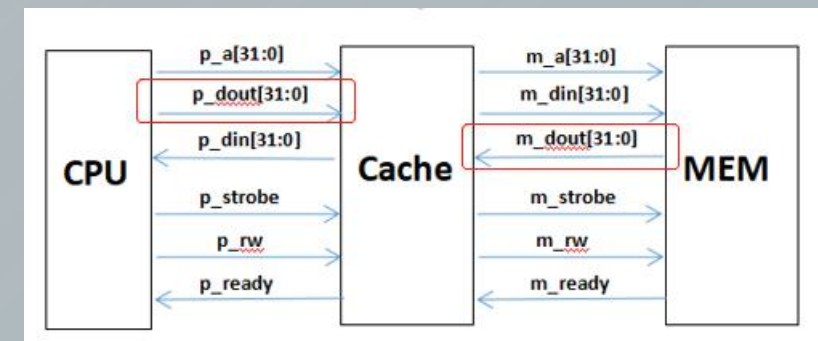 p_a[31:0]
m_a[31:0]
p_dout[31:0]
m_din[31:0]
p_din[31:0]
m_dout[31:0]
CPU
Cache
MEM
p_strobe
m_strobe
p_rw
m_rw
p_ready
m_ready